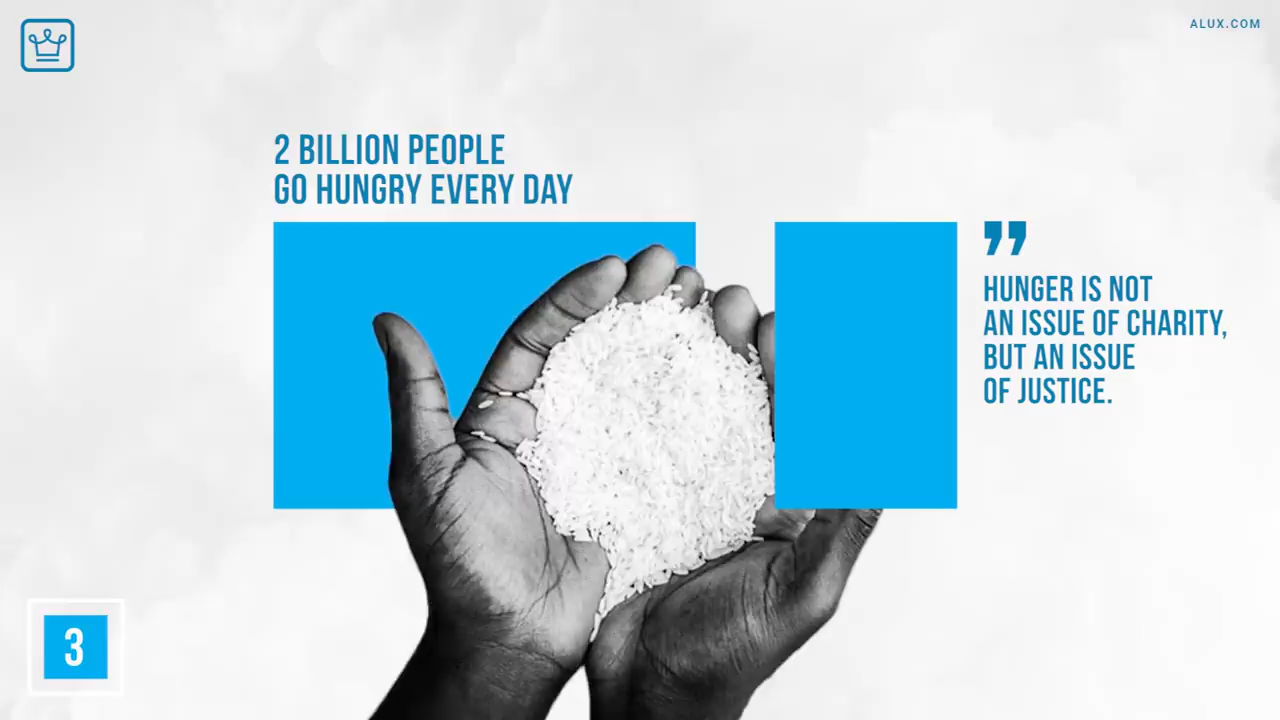 ALUX.COM
2 BILLION PEOPLE
GO HUNGRY EVERY DAY
”
HUNGER IS NOT
AN ISSUE OF CHARITY,
BUT AN ISSUE
OF JUSTICE.
3